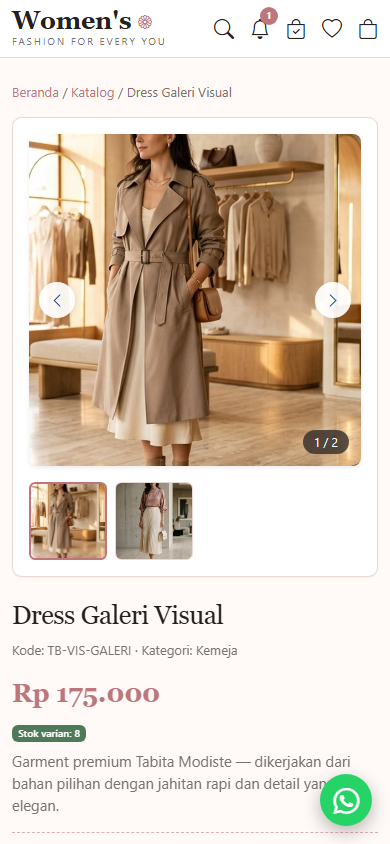 Women's
FASHION FOR EVERY YOU
1
Beranda / Katalog / Dress Galeri Visual
1 / 2
Dress Galeri Visual
Kode: TB-VIS-GALERI · Kategori: Kemeja
Rp 175.000
Stok varian: 8
Garment premium Tabita Modiste — dikerjakan dari
bahan pilihan dengan jahitan rapi dan detail yang
elegan.